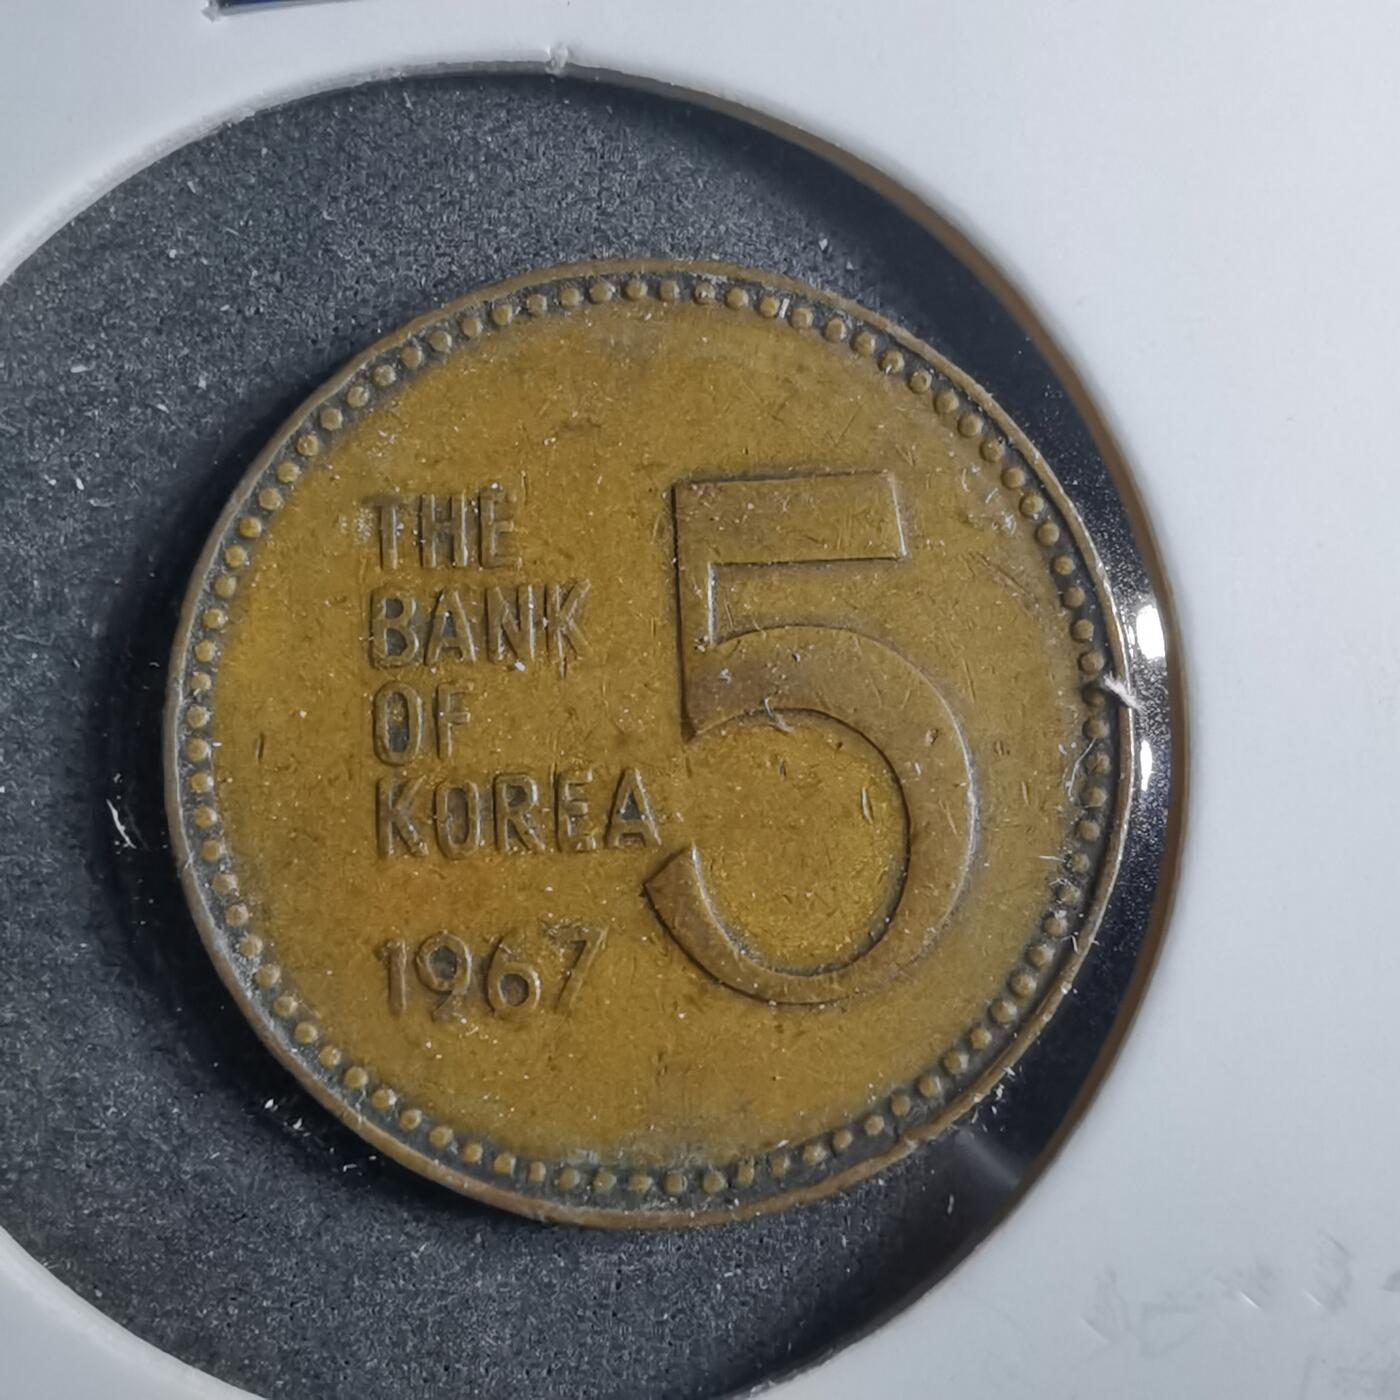 THE
BANK
OF
KOREA
1967
5